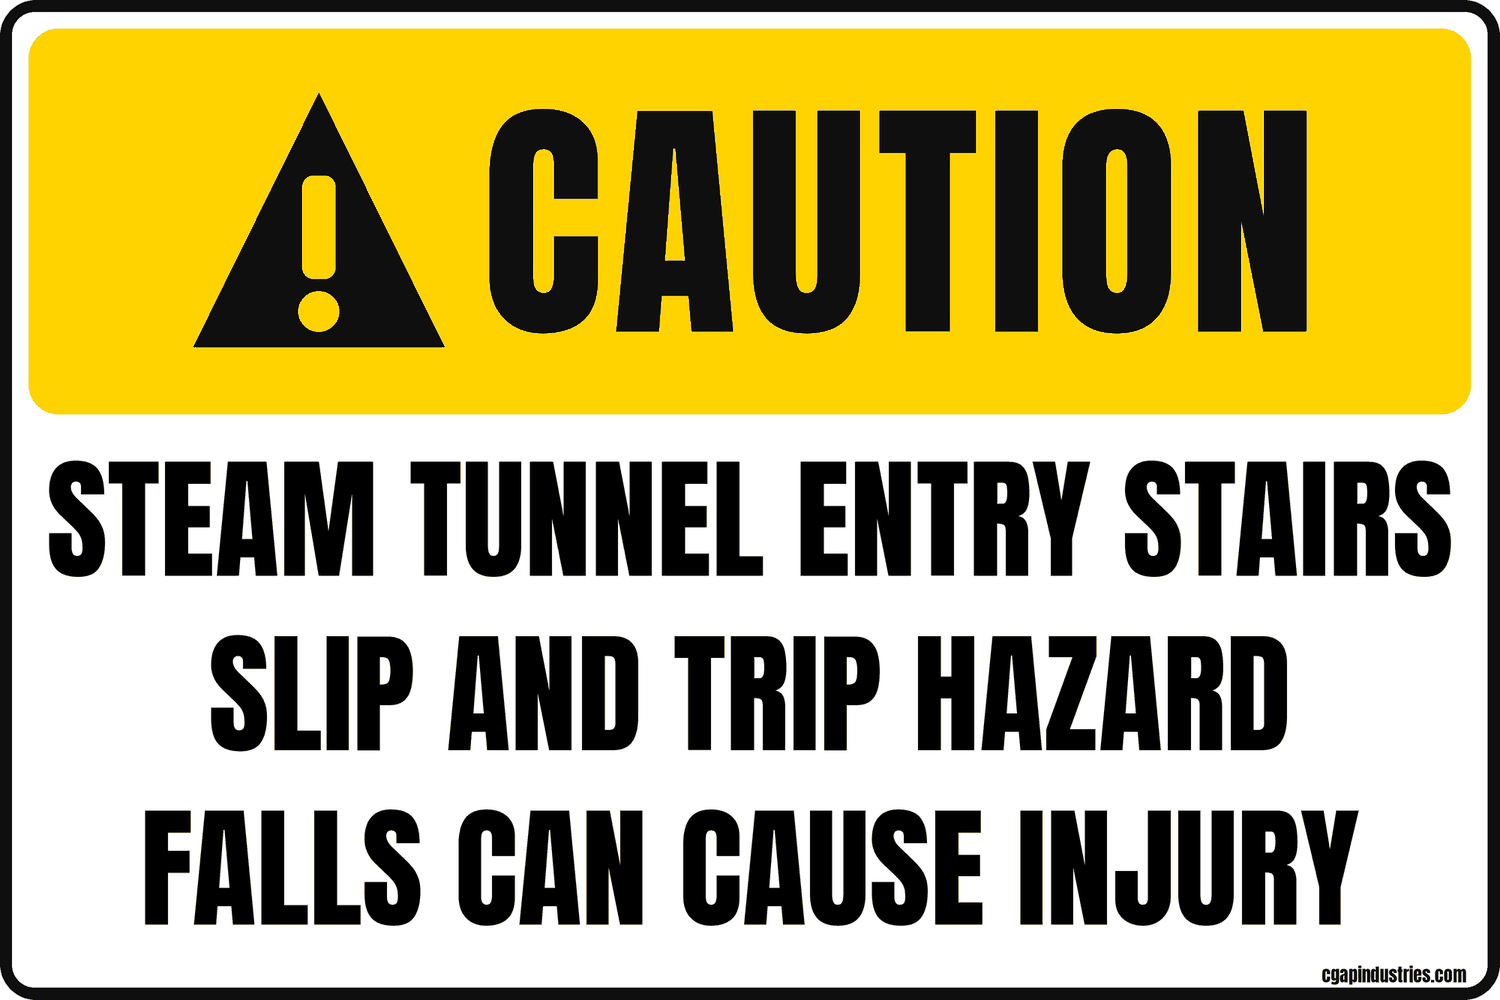 CAUTION
STEAM TUNNEL ENTRY STAIRS
SLIP AND TRIP HAZARD
FALLS CAN CAUSE INJURY
cgapindustries.com